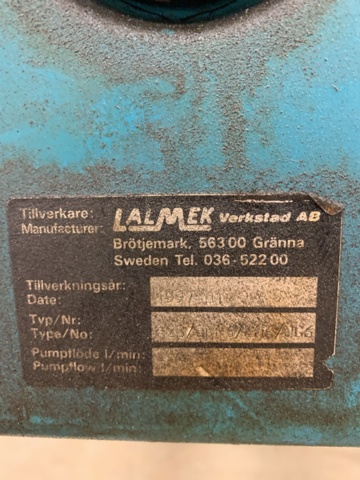 Tillverkare: LALMEK Verkstad AB
Manufacturer:
Brötjemark, 563 00 Gränna
Sweden Tel. 036-522 00
Tillverkningsår:
Date:
Typ/Nr:
Type/No:
Pumpflöde l/min:
Pumpflow l/min: